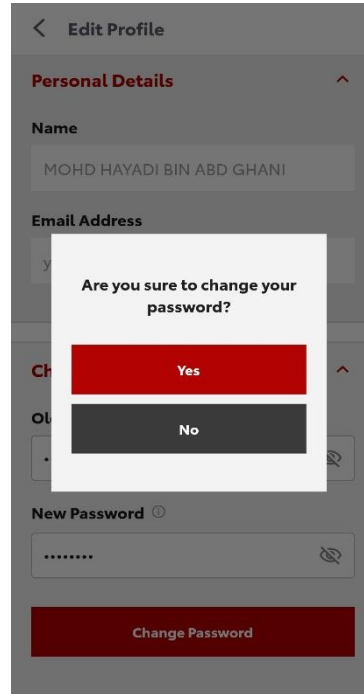 Edit Profile
Personal Details
Name
MOHD HAYADI BIN ABD GHANI
Email Address
Are you sure to change your
password?
Yes
No
New Password
Change Password